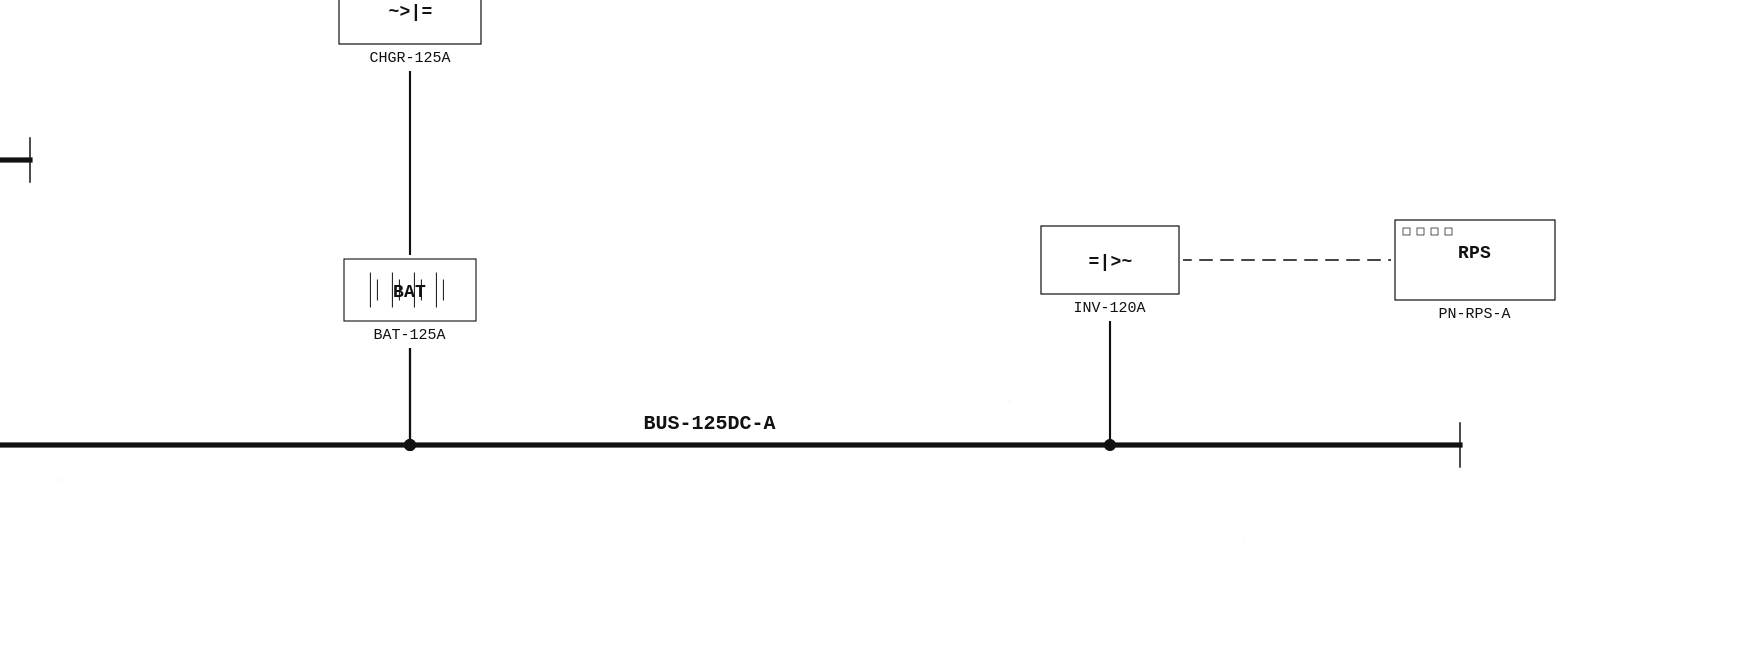 ~>|=
CHGR-125A
BAT
BAT-125A
=|>~
INV-120A
RPS
PN-RPS-A
BUS-125DC-A